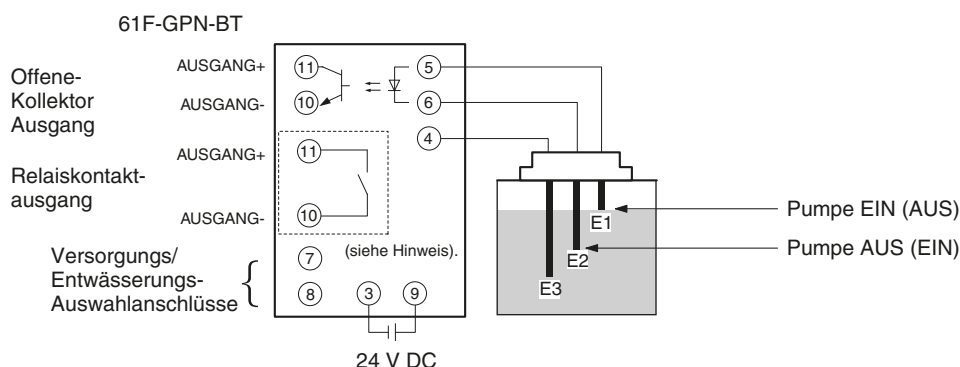 61F-GPN-BT
Offene-
Kollektor
Ausgang
AUSGANG+
AUSGANG-
11
10
5
6
4
Relaiskontakt-
ausgang
AUSGANG+
AUSGANG-
11
10
Versorgungs/
Entwässerungs-
Auswahlanschlüsse
{
7
8
(siehe Hinweis).
3
9
24 V DC
E1
E2
E3
Pumpe EIN (AUS)
Pumpe AUS (EIN)